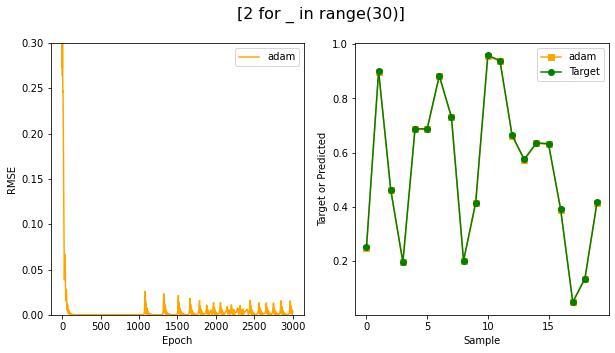 [2 for _ in range(30)]
0.30
0.25
0.20
0.15
0.10
0.05
0.00
RMSE
0 500 1000 1500 2000 2500 3000
Epoch
adam
1.0
0.8
0.6
0.4
0.2
Target or Predicted
0 5 10 15
Sample
adam
Target